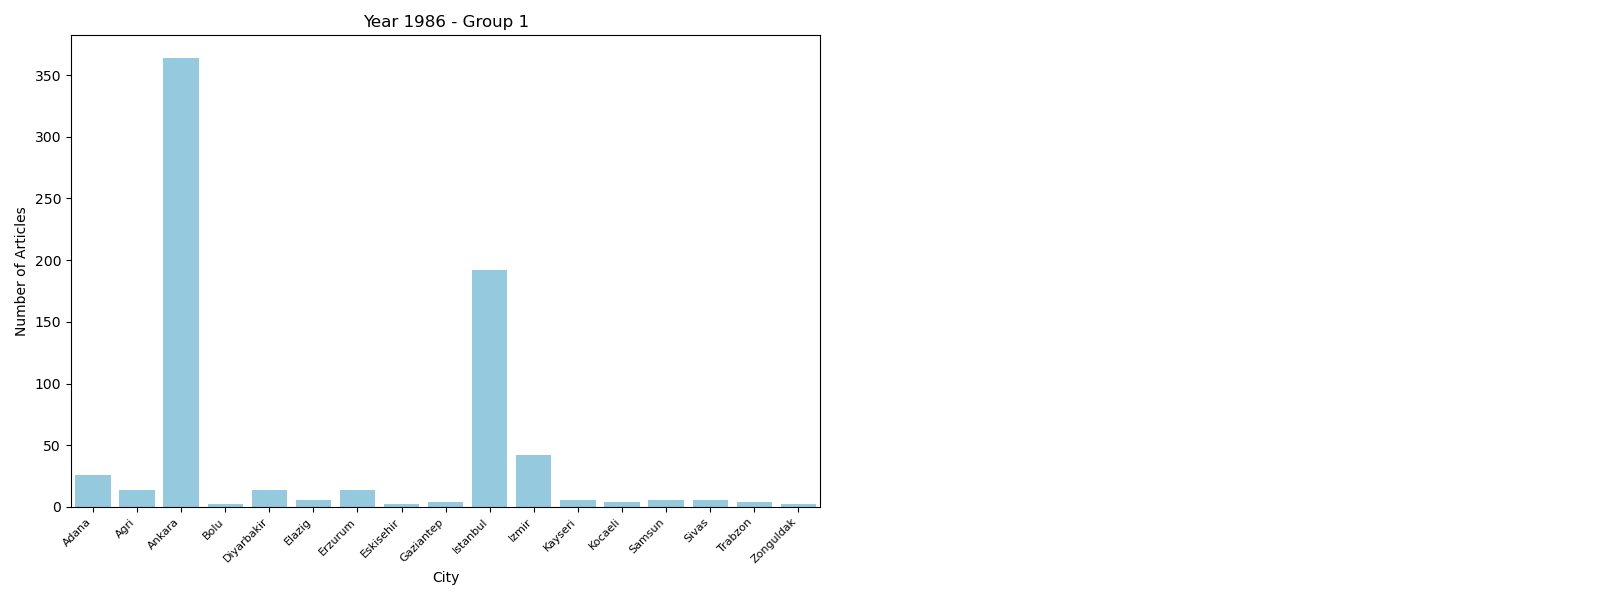 Year 1986 - Group 1
Number of Articles
350
300
250
200
150
100
50
0
Adana
Agri
Ankara
Bolu
Diyarbakir
Elazig
Erzurum
Eskisehir
Gaziantep
Istanbul
Izmir
Kayseri
Kocaeli
Samsun
Sivas
Trabzon
Zonguldak
City